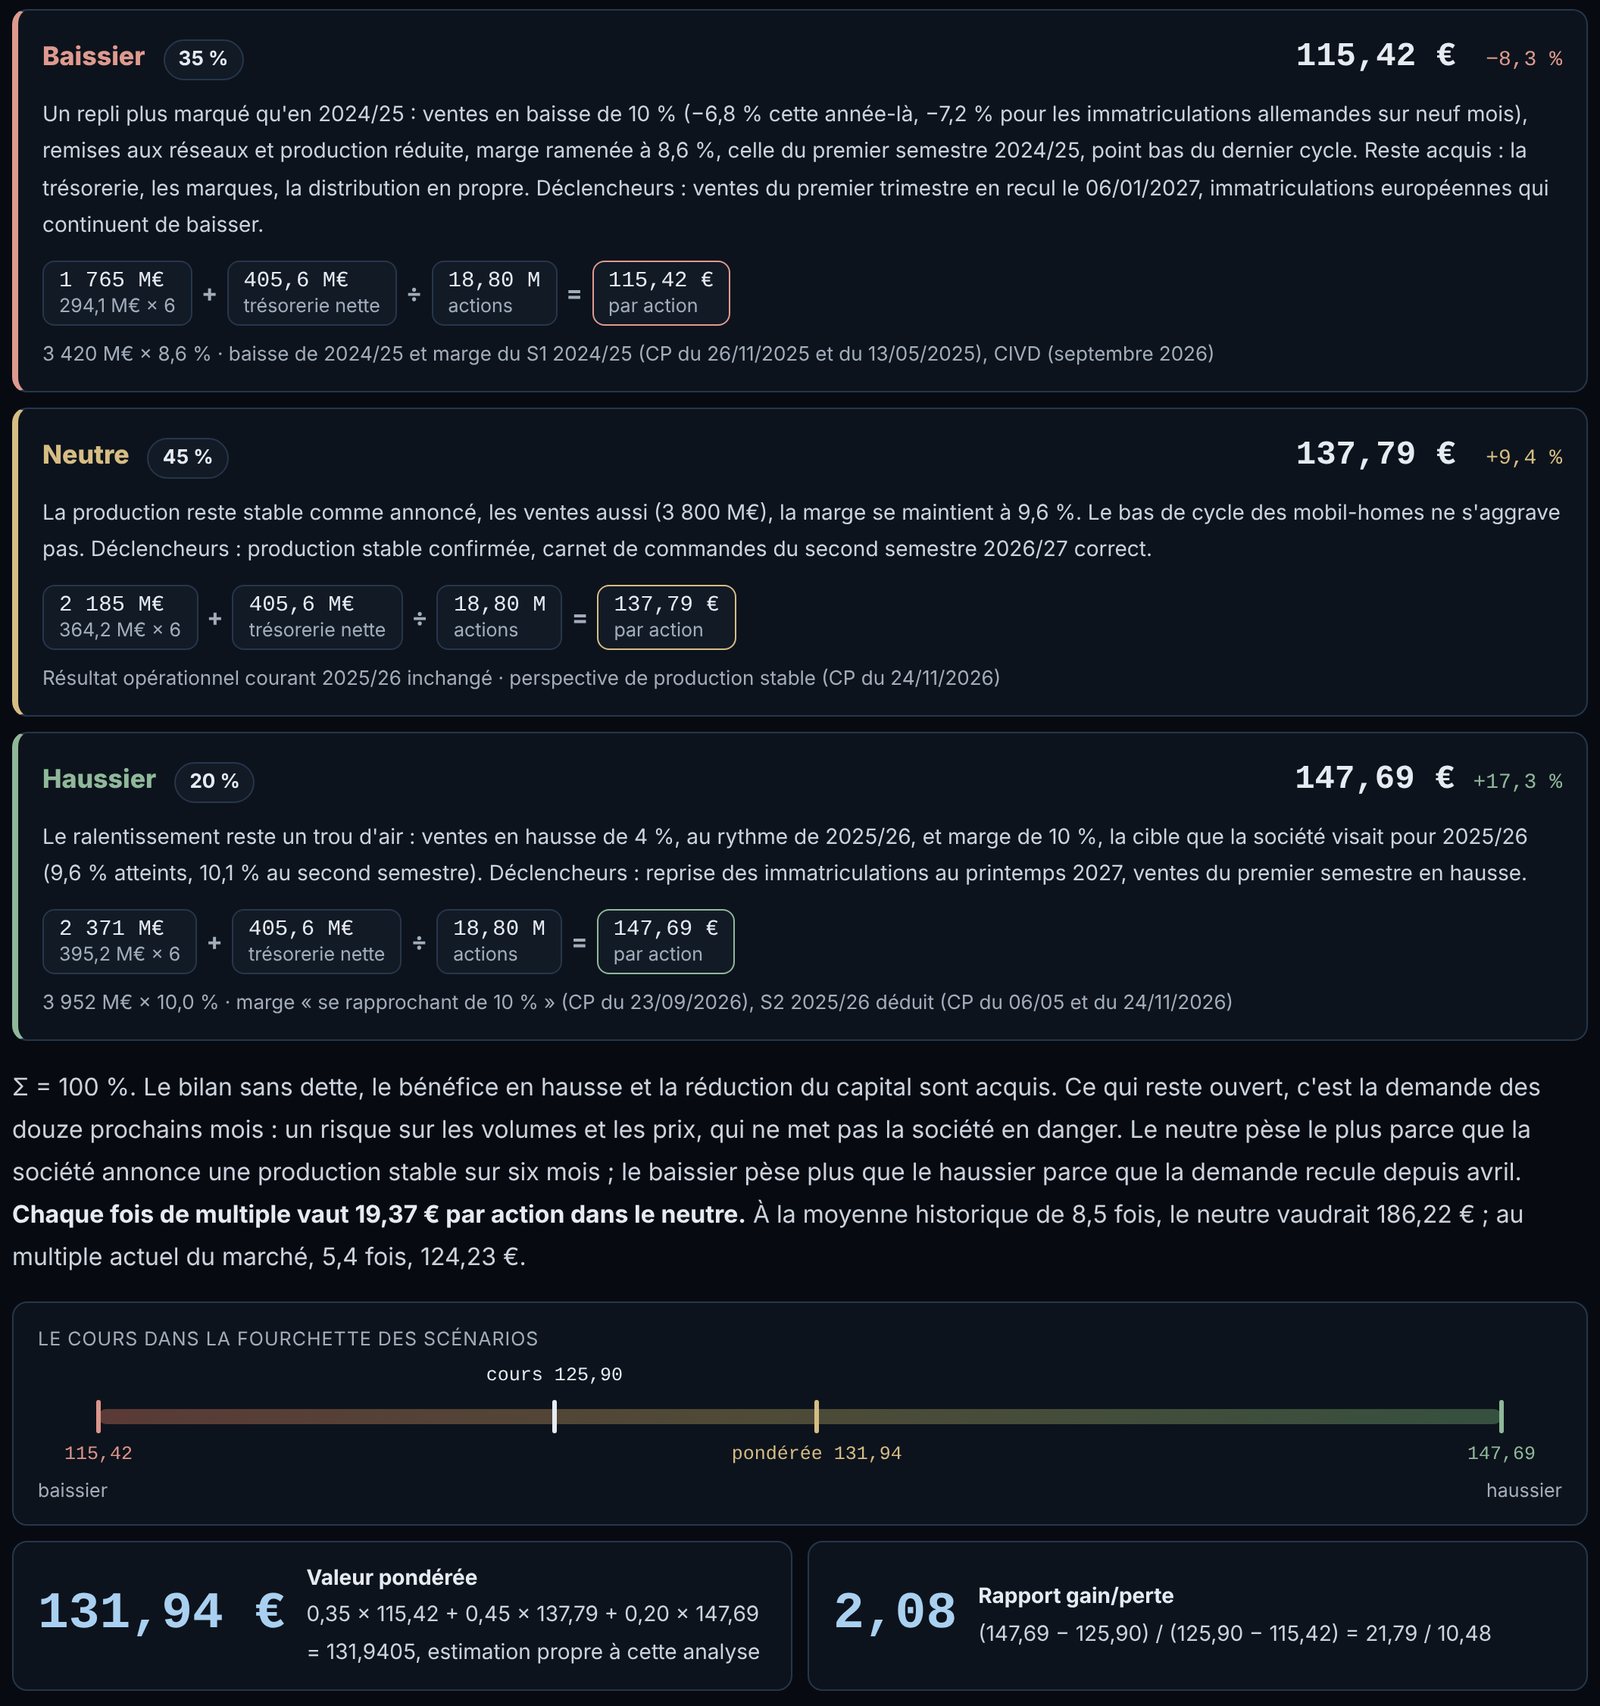 Baissier 35 % 115,42 € −8,3 %
Un repli plus marqué qu'en 2024/25 : ventes en baisse de 10 % (−6,8 % cette année-là, −7,2 % pour les immatriculations allemandes sur neuf mois),
remises aux réseaux et production réduite, marge ramenée à 8,6 %, celle du premier semestre 2024/25, point bas du dernier cycle. Reste acquis : la
trésorerie, les marques, la distribution en propre. Déclencheurs : ventes du premier trimestre en recul le 06/01/2027, immatriculations européennes qui
continuent de baisser.
1 765 M€ + 405,6 M€ ÷ 18,80 M = 115,42 €
294,1 M€ × 6 trésorerie nette actions par action
3 420 M€ × 8,6 % · baisse de 2024/25 et marge du S1 2024/25 (CP du 26/11/2025 et du 13/05/2025), CIVD (septembre 2026)
Neutre 45 % 137,79 € +9,4 %
La production reste stable comme annoncé, les ventes aussi (3 800 M€), la marge se maintient à 9,6 %. Le bas de cycle des mobil-homes ne s'aggrave
pas. Déclencheurs : production stable confirmée, carnet de commandes du second semestre 2026/27 correct.
2 185 M€ + 405,6 M€ ÷ 18,80 M = 137,79 €
364,2 M€ × 6 trésorerie nette actions par action
Résultat opérationnel courant 2025/26 inchangé · perspective de production stable (CP du 24/11/2026)
Haussier 20 % 147,69 € +17,3 %
Le ralentissement reste un trou d'air : ventes en hausse de 4 %, au rythme de 2025/26, et marge de 10 %, la cible que la société visait pour 2025/26
(9,6 % atteints, 10,1 % au second semestre). Déclencheurs : reprise des immatriculations au printemps 2027, ventes du premier semestre en hausse.
2 371 M€ + 405,6 M€ ÷ 18,80 M = 147,69 €
395,2 M€ × 6 trésorerie nette actions par action
3 952 M€ × 10,0 % · marge « se rapprochant de 10 % » (CP du 23/09/2026), S2 2025/26 déduit (CP du 06/05 et du 24/11/2026)
Σ = 100 %. Le bilan sans dette, le bénéfice en hausse et la réduction du capital sont acquis. Ce qui reste ouvert, c'est la demande des
douze prochains mois : un risque sur les volumes et les prix, qui ne met pas la société en danger. Le neutre pèse le plus parce que la
société annonce une production stable sur six mois ; le baissier pèse plus que le haussier parce que la demande recule depuis avril.
Chaque fois de multiple vaut 19,37 € par action dans le neutre. À la moyenne historique de 8,5 fois, le neutre vaudrait 186,22 € ; au
multiple actuel du marché, 5,4 fois, 124,23 €.
LE COURS DANS LA FOURCHETTE DES SCÉNARIOS
cours 125,90
115,42 pondérée 131,94 147,69
baissier haussier
131,94 €
Valeur pondérée
0,35 × 115,42 + 0,45 × 137,79 + 0,20 × 147,69
= 131,9405, estimation propre à cette analyse
2,08
Rapport gain/perte
(147,69 − 125,90) / (125,90 − 115,42) = 21,79 / 10,48